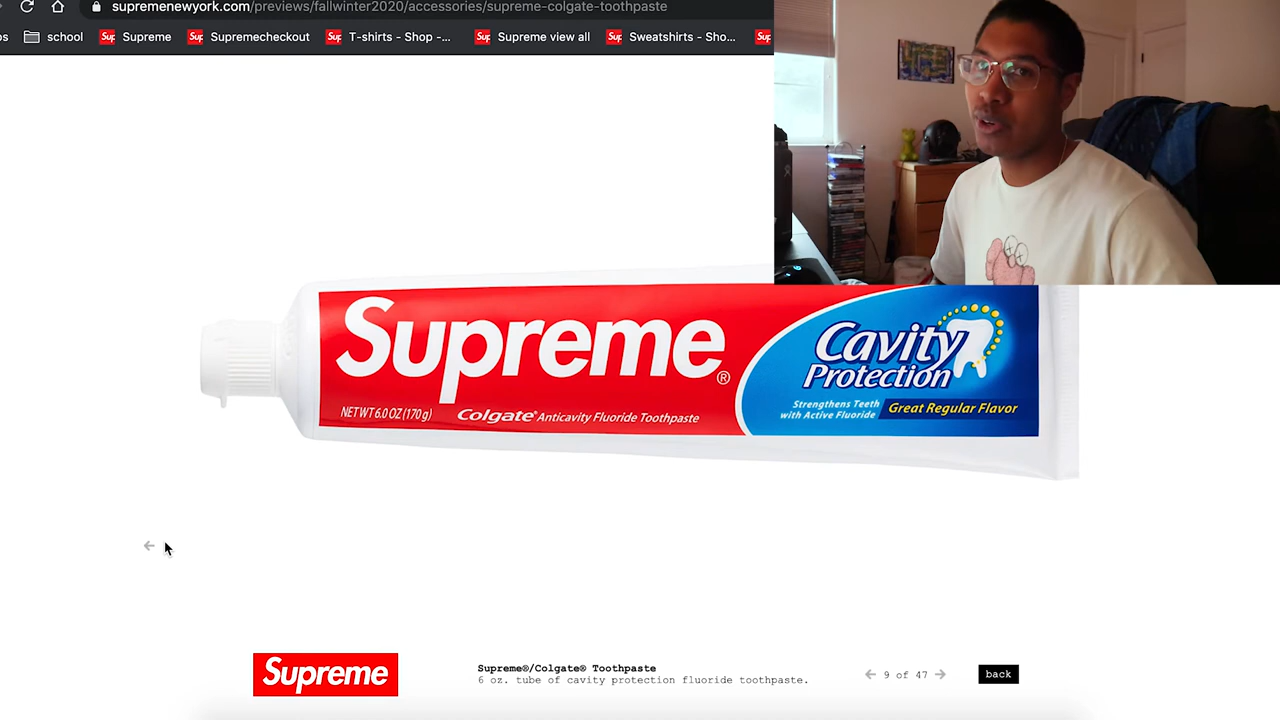 supremenewyork.com/previews/fallwinter2020/accessories/supreme-colgate-toothpaste
school Supreme Supremecheckout T-shirts - Shop -... Supreme view all Sweatshirts - Sho...
Supreme®
Cavity
Protection
Strengthens Teeth
with Active Fluoride
Great Regular Flavor
NET WT 6.0 OZ (170 g) Colgate® Anticavity Fluoride Toothpaste
Supreme
Supreme®/Colgate® Toothpaste
6 oz. tube of cavity protection fluoride toothpaste.
9 of 47
back